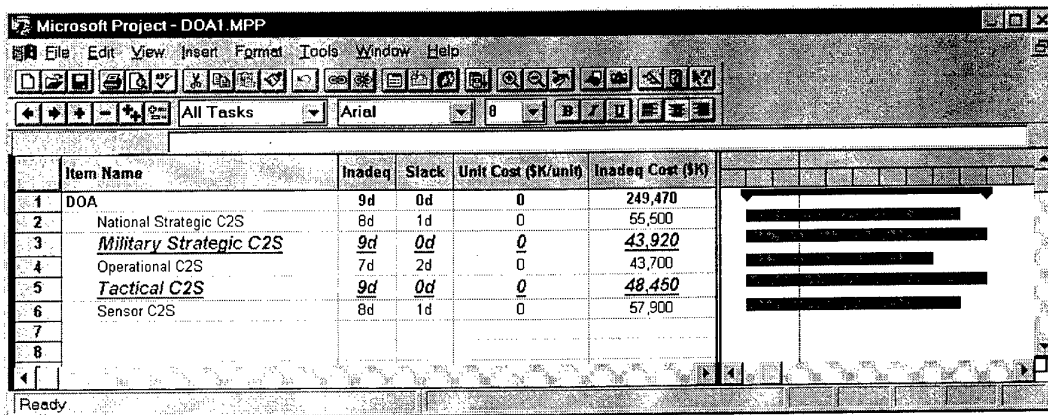 Microsoft Project - DOA1.MPP
File Edit View Insert Format Tools Window Help
All Tasks Arial 8 B I U
Item Name Inadeq Slack Unit Cost ($K/unit) Inadeq Cost ($K)
1 DOA 9d 0d 0 249,470
2 National Strategic C2S 8d 1d 0 55,500
3 Military Strategic C2S 9d 0d 0 43,920
4 Operational C2S 7d 2d 0 43,700
5 Tactical C2S 9d 0d 0 48,450
6 Sensor C2S 8d 1d 0 57,900
7
8
Ready